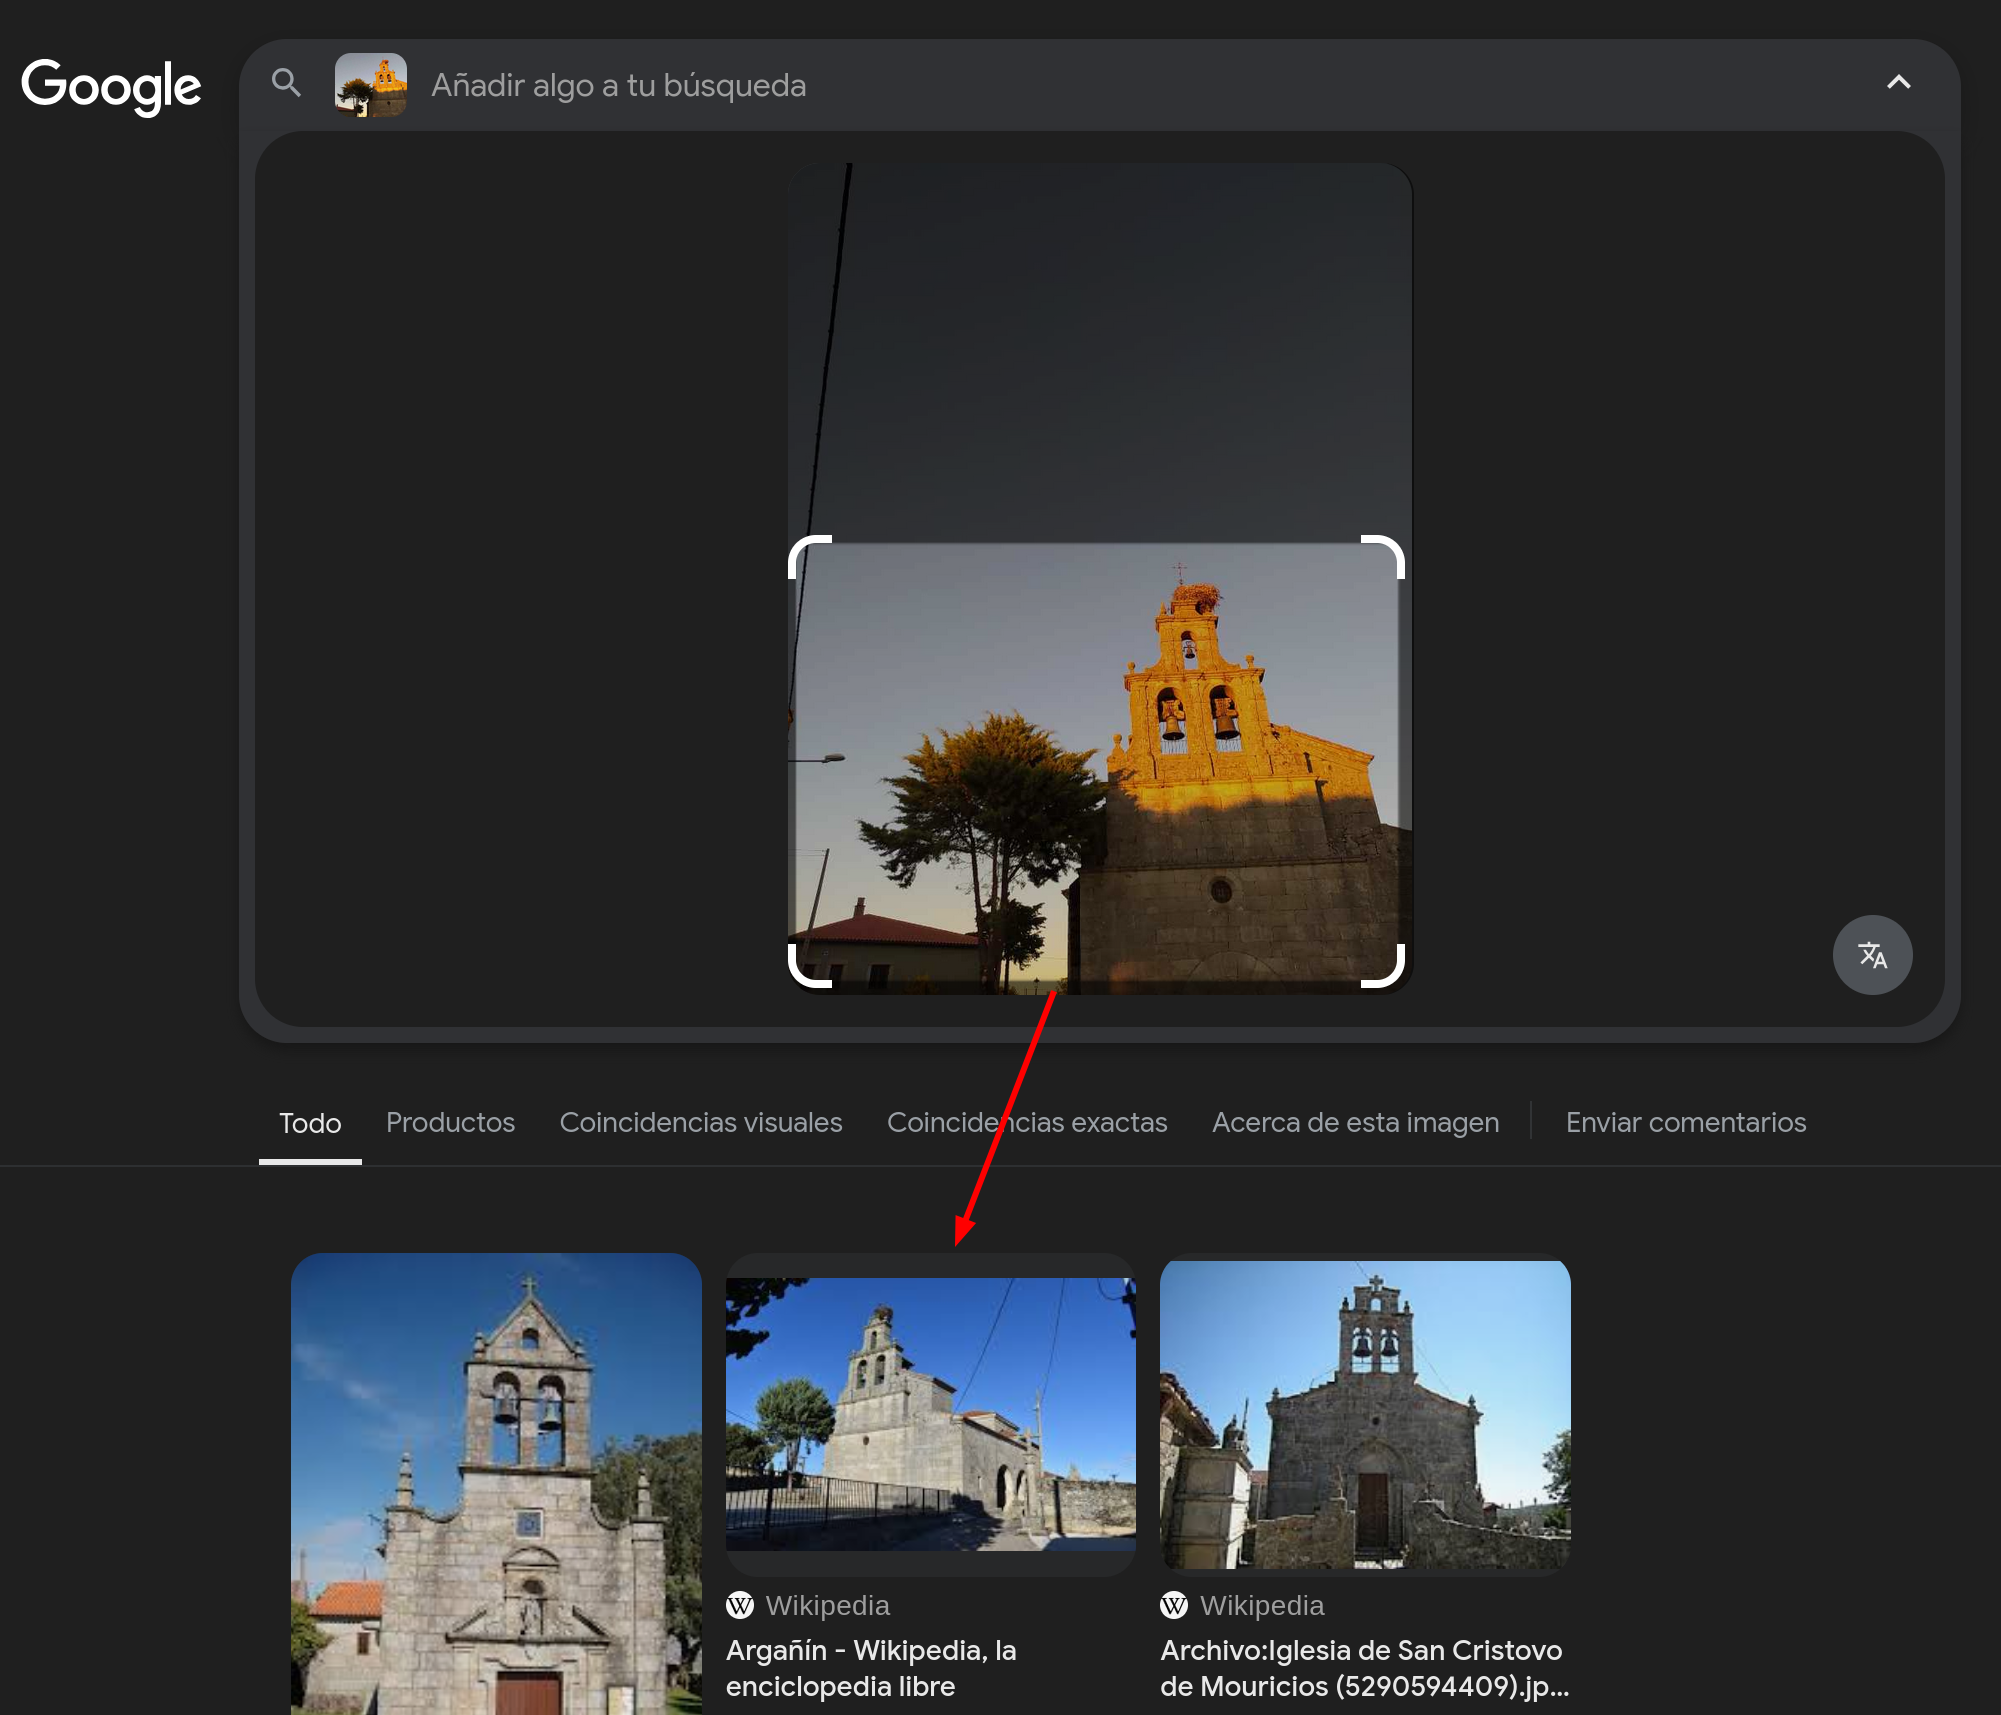 Google
Añadir algo a tu búsqueda
Todo Productos Coincidencias visuales Coincidencias exactas Acerca de esta imagen Enviar comentarios
Wikipedia
Argañín - Wikipedia, la
enciclopedia libre
Wikipedia
Archivo:Iglesia de San Cristovo
de Mouricios (5290594409).jp...